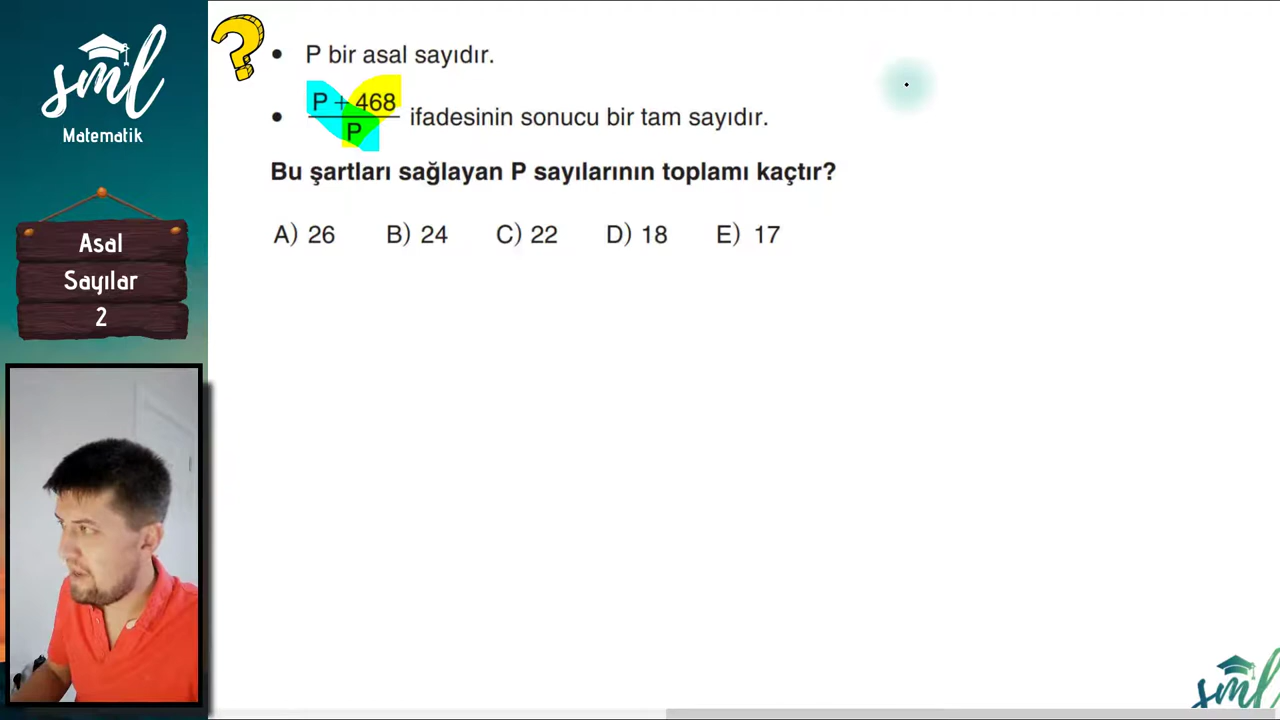 sml
Matematik
Asal
Sayılar
2
?
• P bir asal sayıdır.
• P + 468 / P ifadesinin sonucu bir tam sayıdır.
Bu şartları sağlayan P sayılarının toplamı kaçtır?
A) 26 B) 24 C) 22 D) 18 E) 17
sml